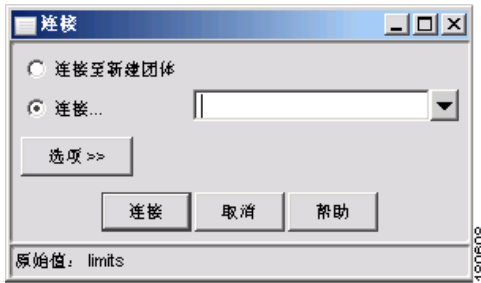 连接
连接至新建团体
连接...
选项 >>
连接 取消 帮助
原始值: limits